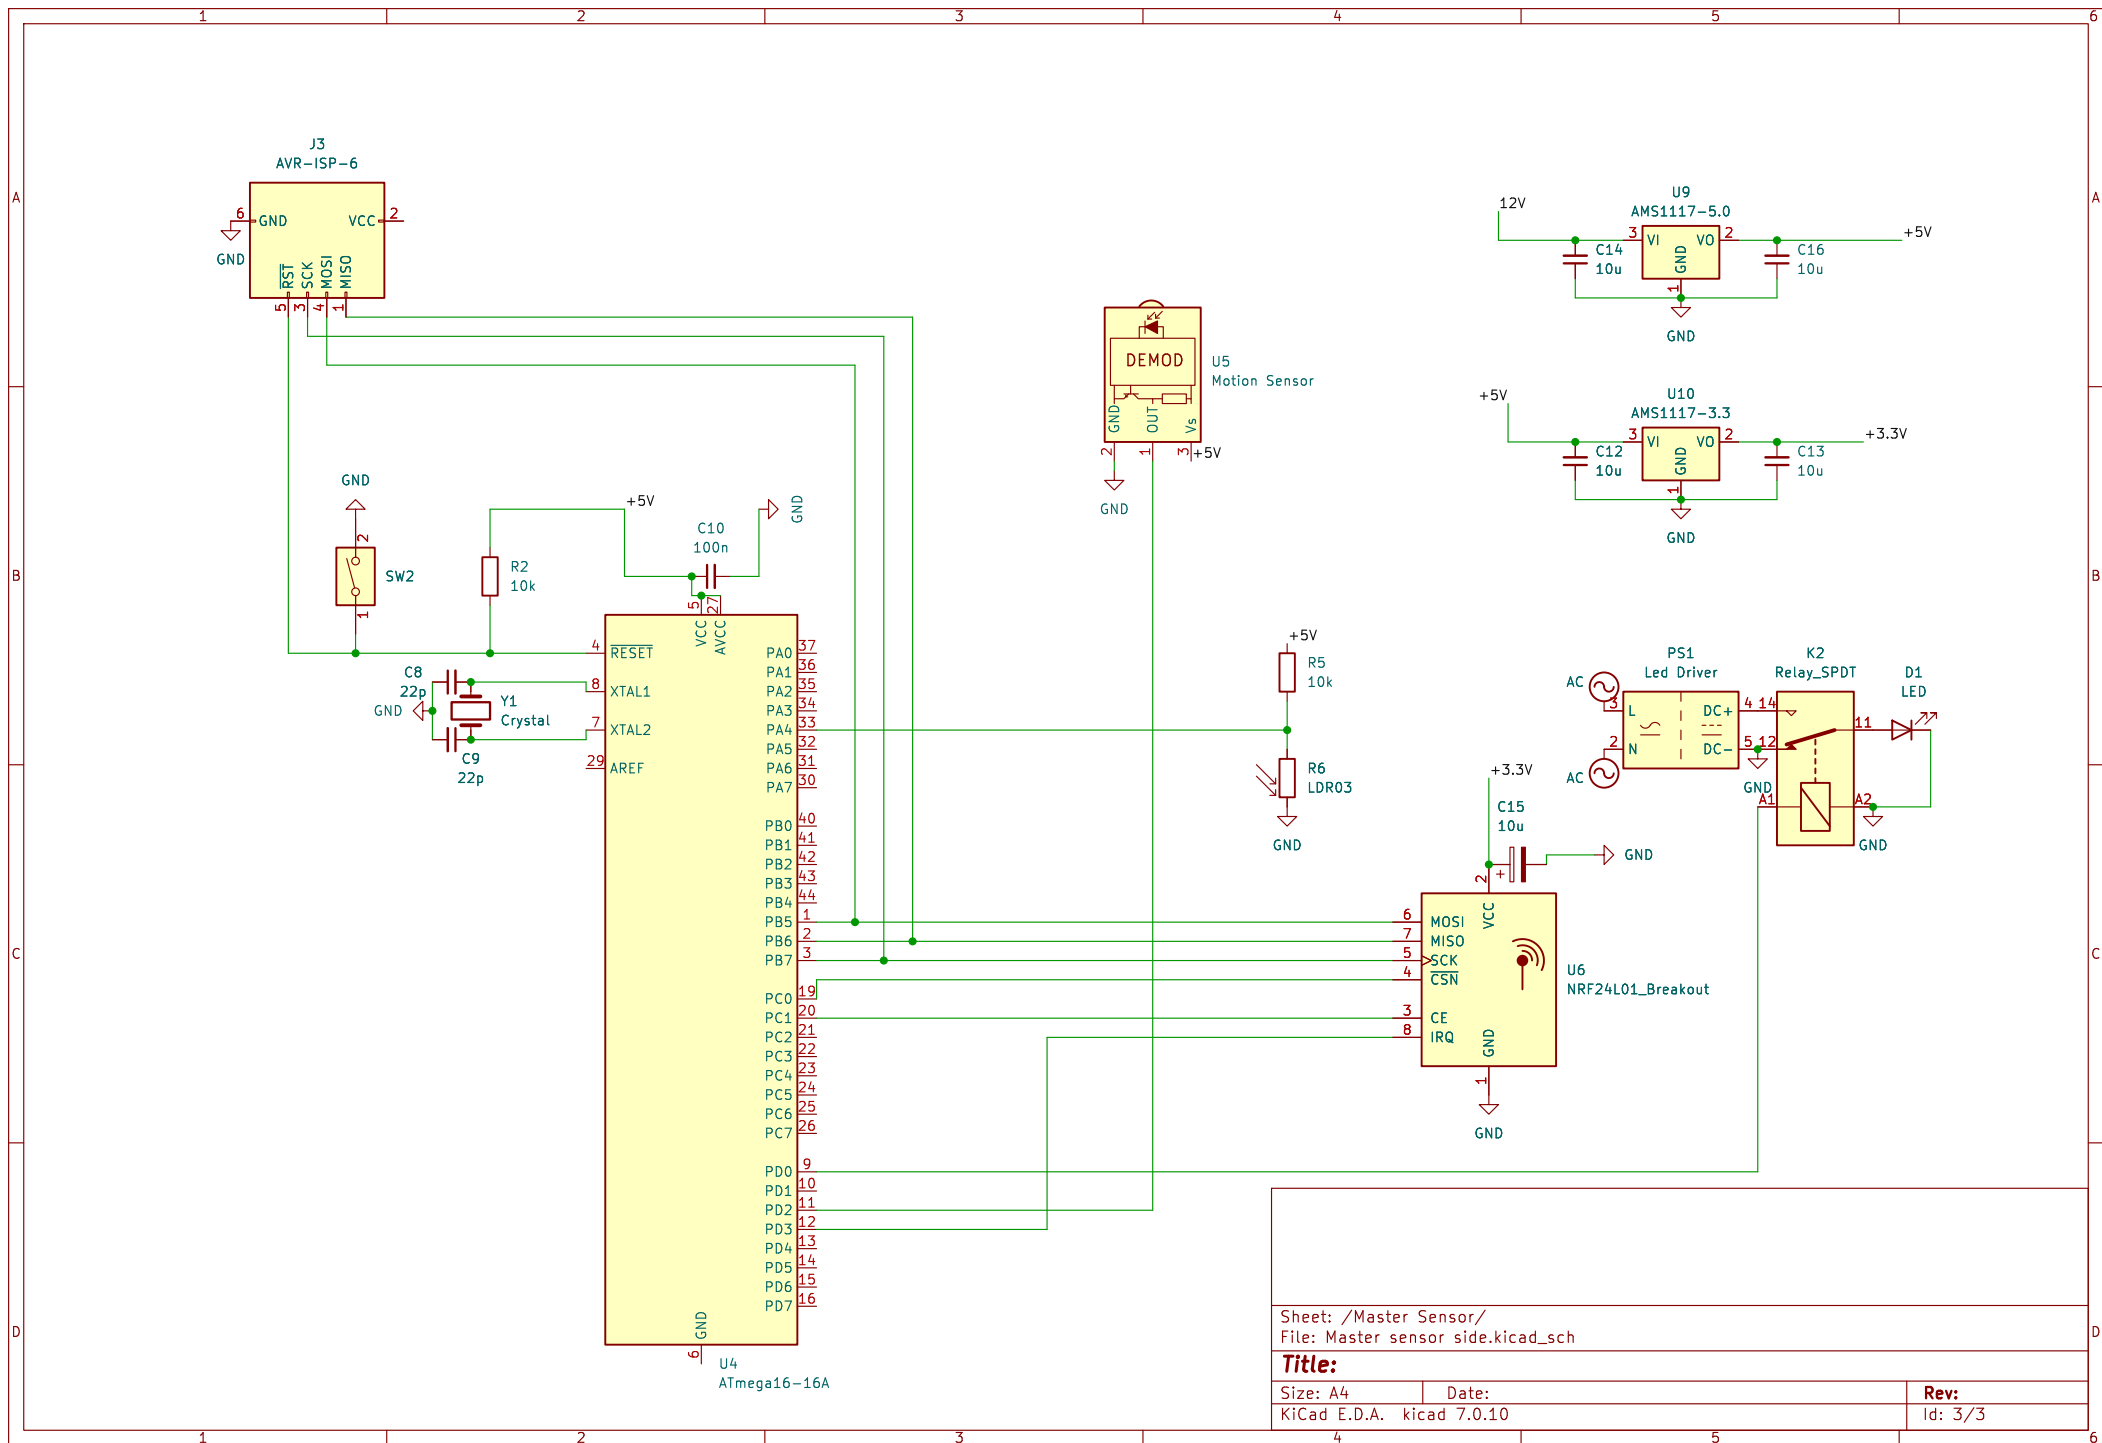 1 2 3 4 5 6
A A
B B
C C
D D
1 2 3 4 5 6
J3
AVR-ISP-6
6 GND VCC 2
GND
RST SCK MOSI MISO
5 3 4 1
GND
2
SW2
1
R2
10k
+5V
C10
100n
GND
C8
22p
GND
Y1
Crystal
C9
22p
5 27
VCC AVCC
4 RESET
8 XTAL1
7 XTAL2
29 AREF
PA0 37
PA1 36
PA2 35
PA3 34
PA4 33
PA5 32
PA6 31
PA7 30
PB0 40
PB1 41
PB2 42
PB3 43
PB4 44
PB5 1
PB6 2
PB7 3
PC0 19
PC1 20
PC2 21
PC3 22
PC4 23
PC5 24
PC6 25
PC7 26
PD0 9
PD1 10
PD2 11
PD3 12
PD4 13
PD5 14
PD6 15
PD7 16
GND
6
U4
ATmega16-16A
DEMOD
GND OUT Vs
2 1 3
U5
Motion Sensor
+5V
GND
+5V
R5
10k
R6
LDR03
GND
12V
U9
AMS1117-5.0
3 VI VO 2
GND
1
C14
10u
C16
10u
+5V
GND
+5V
U10
AMS1117-3.3
3 VI VO 2
GND
1
C12
10u
C13
10u
+3.3V
GND
PS1
Led Driver
AC
3 L DC+ 4
2 N DC- 5
AC
GND
K2
Relay_SPDT
14
12
11
A1 A2
GND
D1
LED
+3.3V
C15
10u
+
GND
2
VCC
6 MOSI
7 MISO
5 SCK
4 CSN
3 CE
8 IRQ
GND
1
U6
NRF24L01_Breakout
GND
Sheet: /Master Sensor/
File: Master sensor side.kicad_sch
Title:
Size: A4 Date: Rev:
KiCad E.D.A. kicad 7.0.10 Id: 3/3